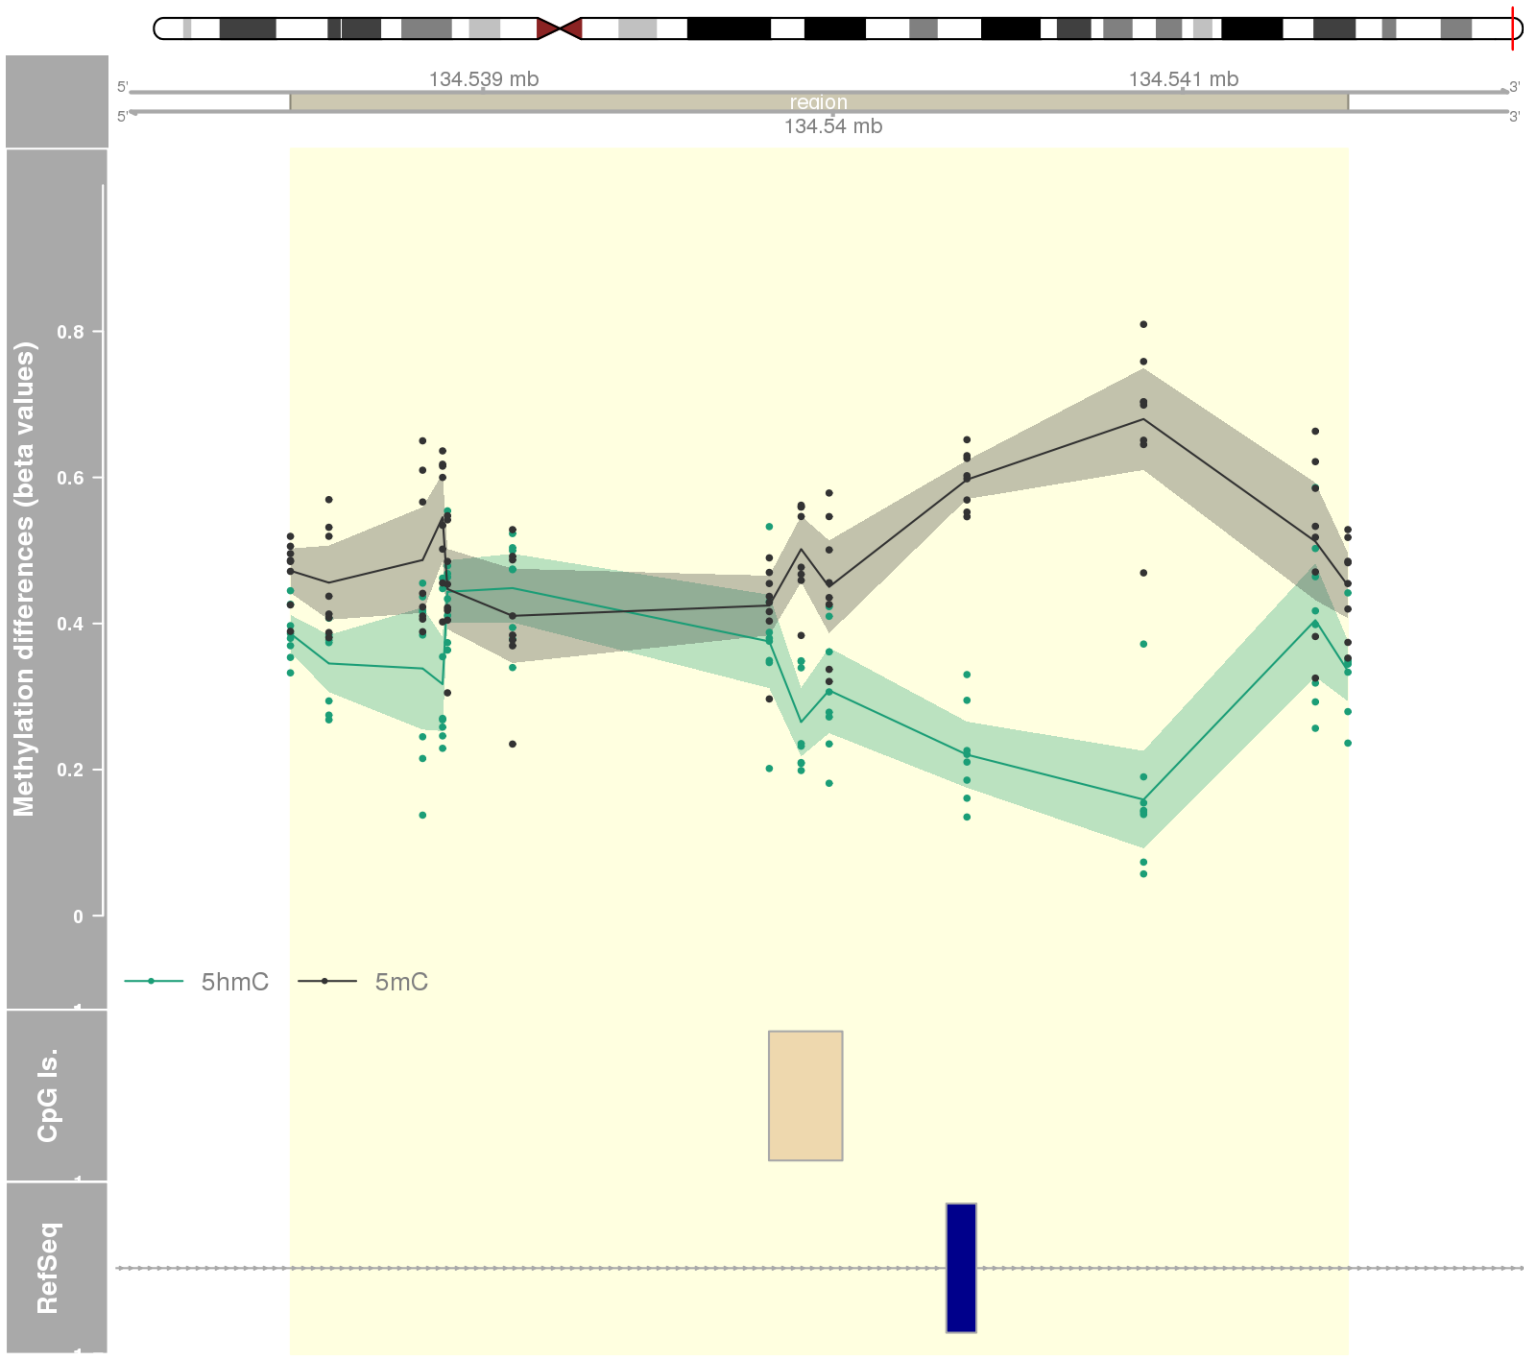 134.539 mb
134.541 mb
5'
3'
region
5'
3'
134.54 mb
Methylation differences (beta values)
0.8
0.6
0.4
0.2
0
5hmC
5mC
CpG Is.
RefSeq